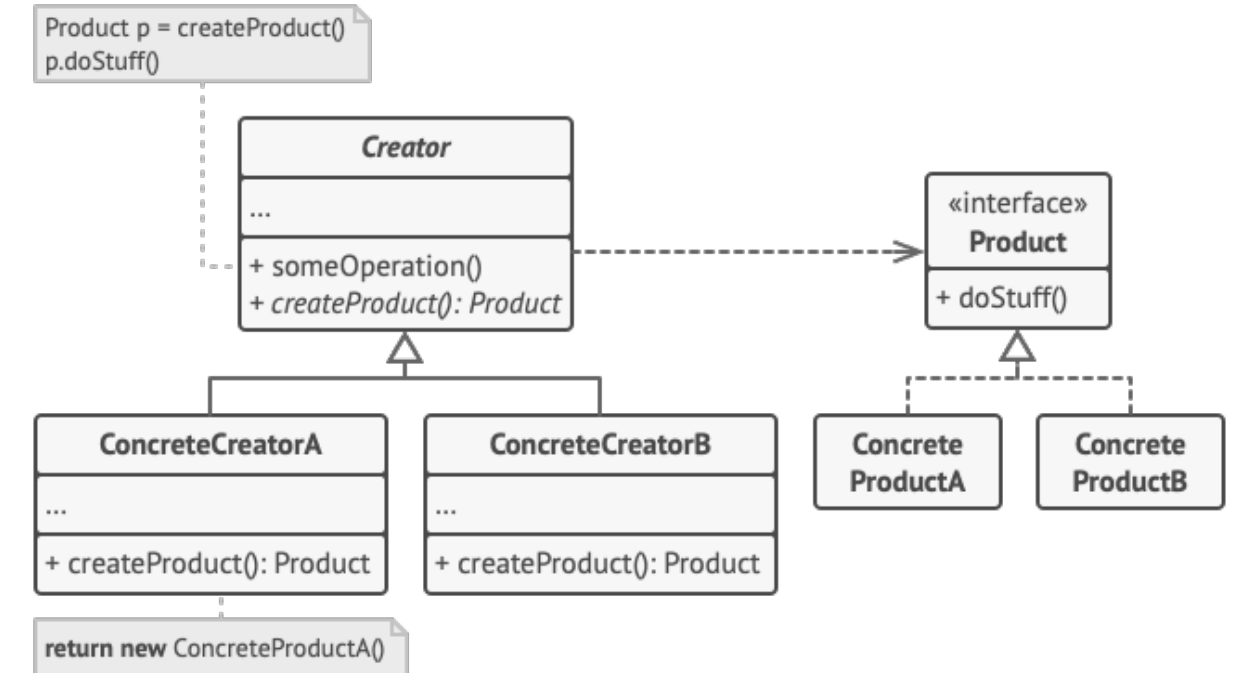 Product p = createProduct()
p.doStuff()
Creator
...
+ someOperation()
+ createProduct(): Product
«interface»
Product
+ doStuff()
ConcreteCreatorA
...
+ createProduct(): Product
ConcreteCreatorB
...
+ createProduct(): Product
Concrete
ProductA
Concrete
ProductB
return new ConcreteProductA()